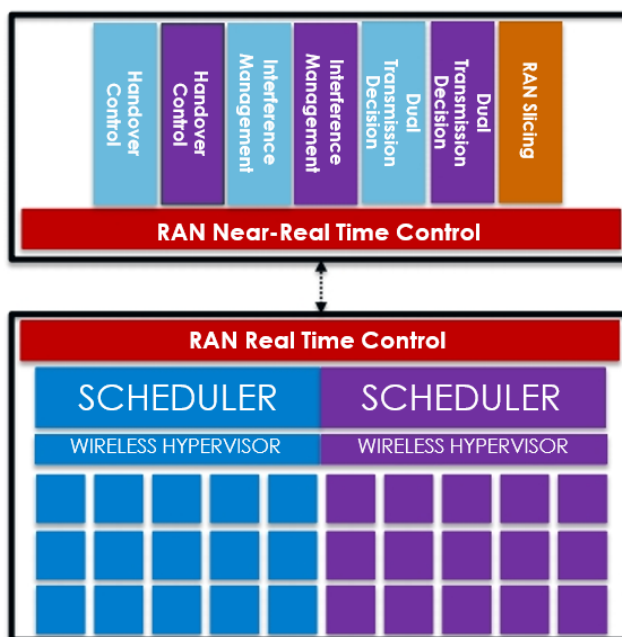 Handover
Control
Handover
Control
Interference
Management
Interference
Management
Dual
Transmission
Decision
Dual
Transmission
Decision
RAN Slicing
RAN Near-Real Time Control
RAN Real Time Control
SCHEDULER
SCHEDULER
WIRELESS HYPERVISOR
WIRELESS HYPERVISOR